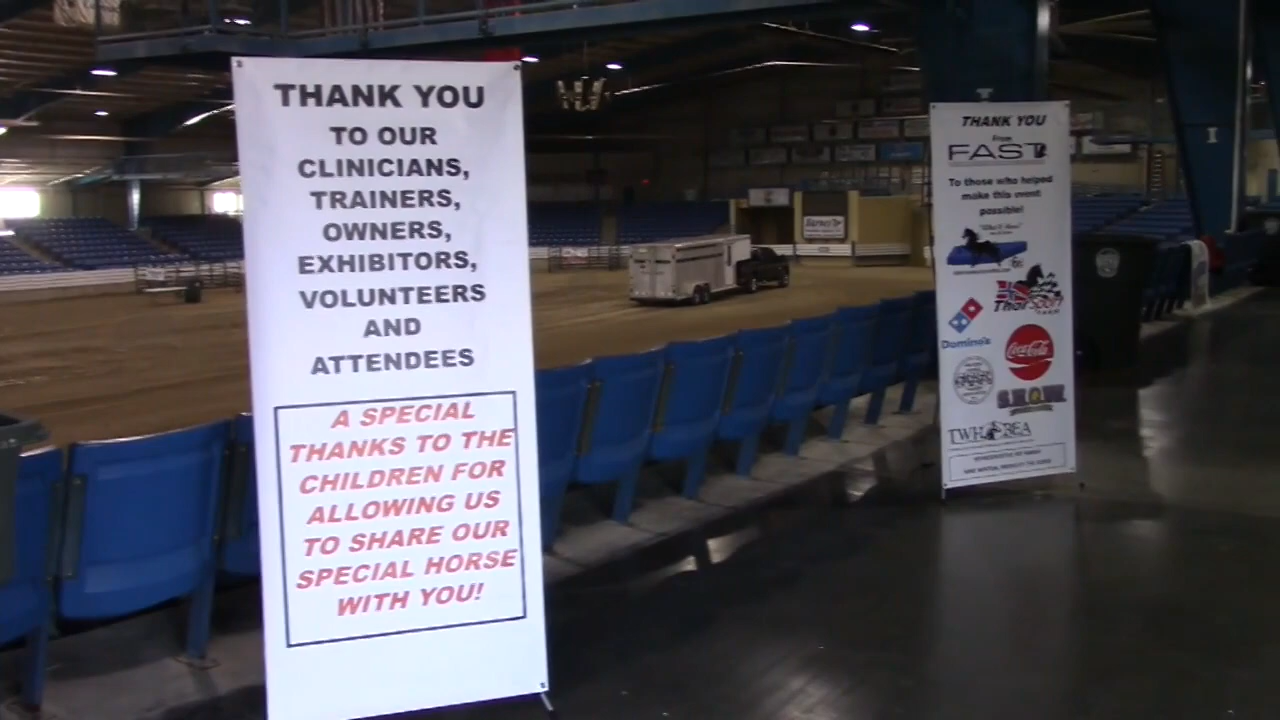 THANK YOU
TO OUR
CLINICIANS,
TRAINERS,
OWNERS,
EXHIBITORS,
VOLUNTEERS
AND
ATTENDEES
A SPECIAL
THANKS TO THE
CHILDREN FOR
ALLOWING US
TO SHARE OUR
SPECIAL HORSE
WITH YOU!
THANK YOU
From
FAST
To those who helped
make this event
possible!
Domino's
Coca-Cola
S.H.O.W.
TWHBEA